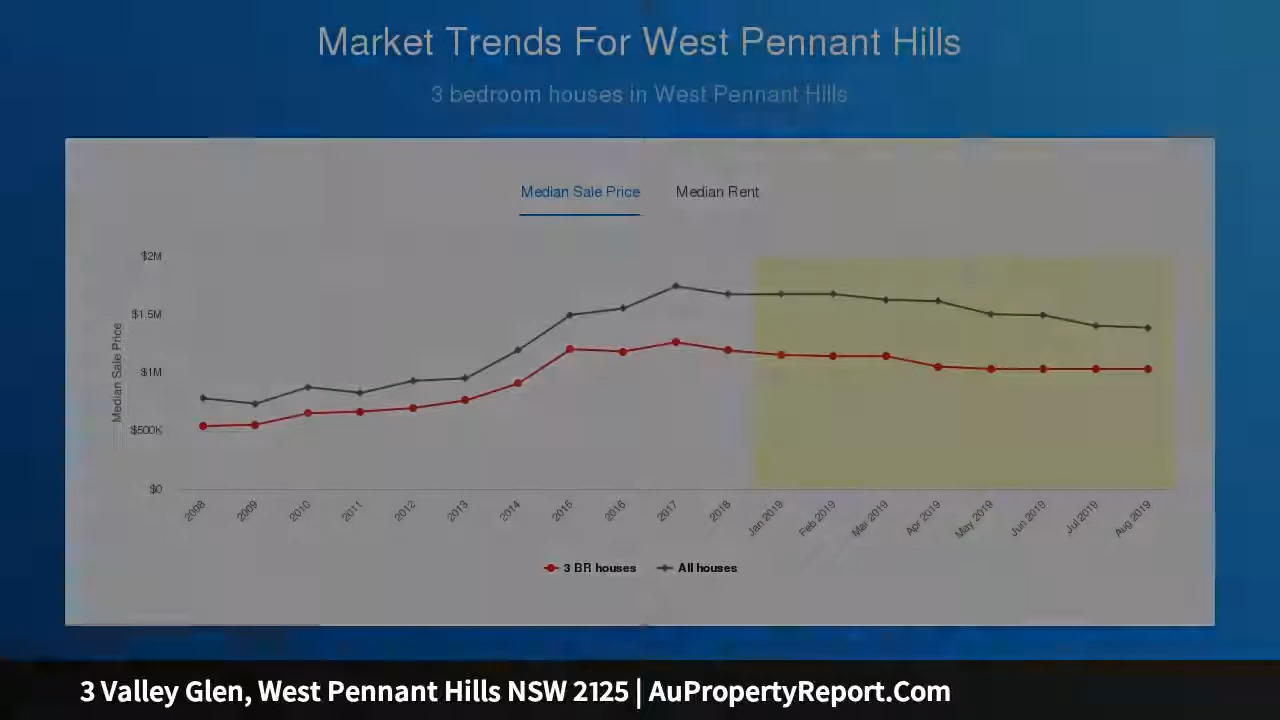 Market Trends For West Pennant Hills
3 bedroom houses in West Pennant Hills
Median Sale Price Median Rent
$2M
$1.5M
$1M
$500K
$0
Median Sale Price
2008 2009 2010 2011 2012 2013 2014 2015 2016 2017 2018 Jan 2019 Feb 2019 Mar 2019 Apr 2019 May 2019 Jun 2019 Jul 2019 Aug 2019
3 BR houses All houses
3 Valley Glen, West Pennant Hills NSW 2125 | AuPropertyReport.Com